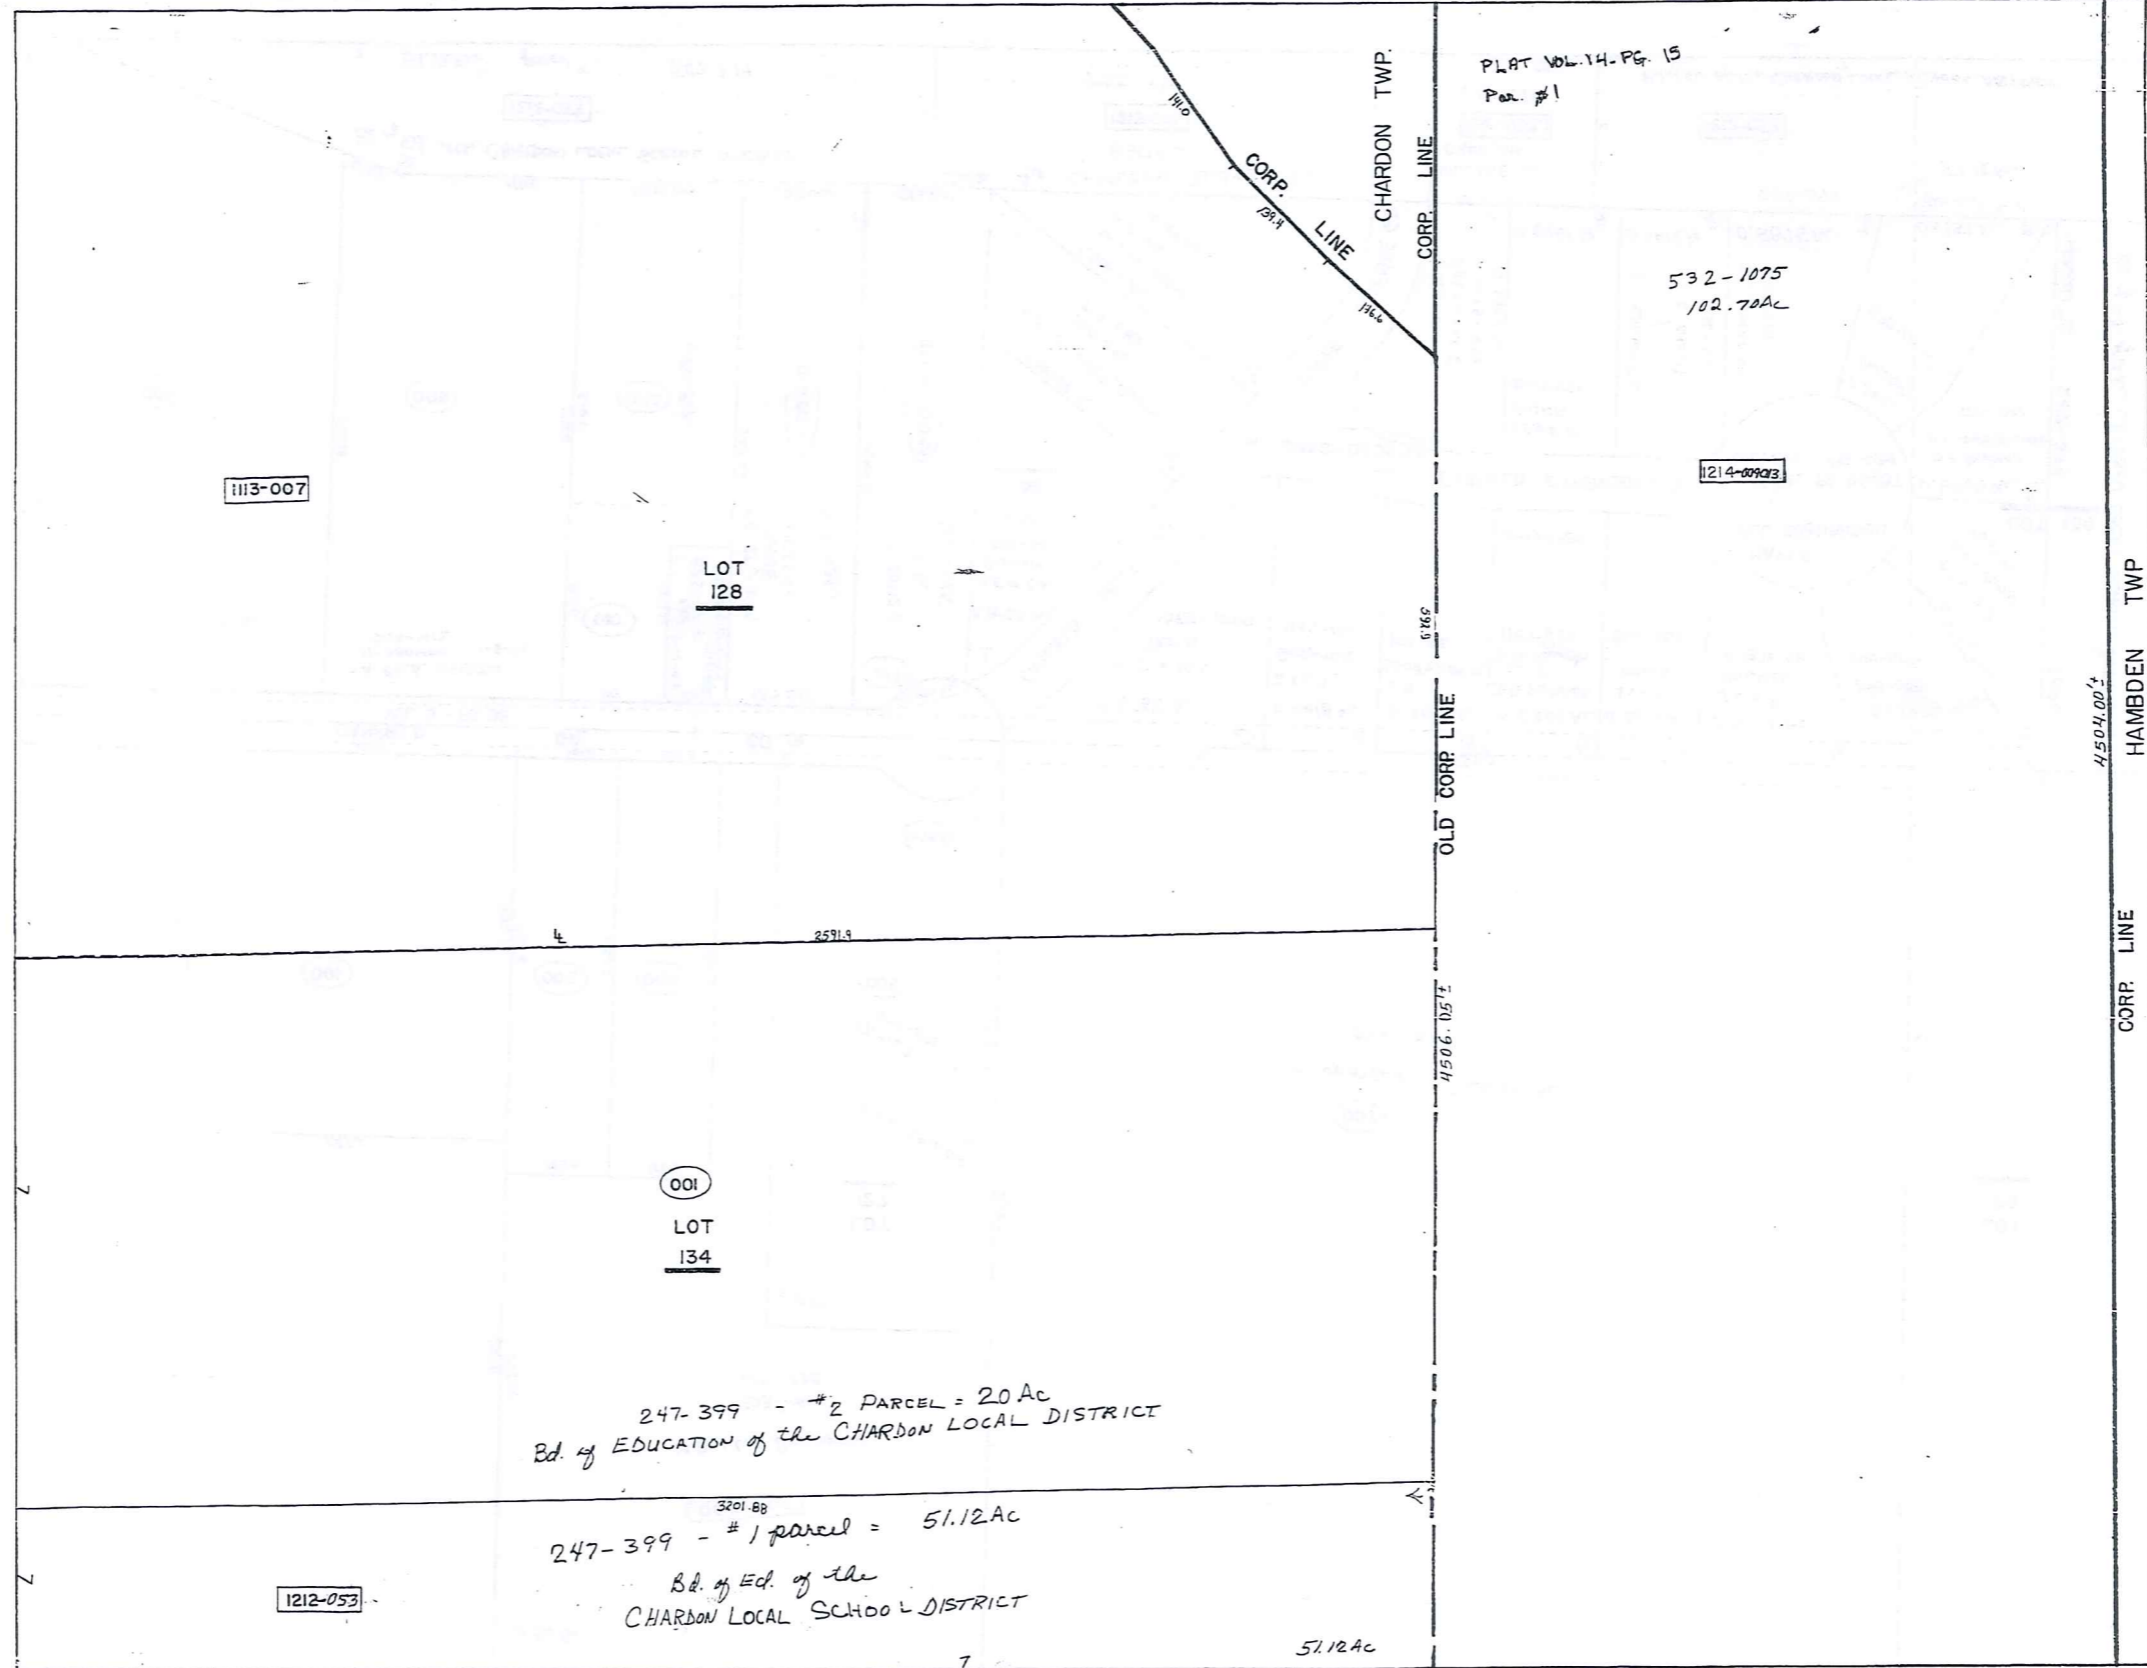 PLAT VOL. 14-PG. 15
Par. #1
CHARDON TWP.
CORP. LINE
141.0
CORP. LINE
139.4
176.6
532-1075
102.70Ac
1113-007
LOT
128
592.9
OLD CORP. LINE
4504.00'±
HAMBDEN TWP
CORP. LINE
2591.9
4506.05'±
001
LOT
134
247-399 - #2 PARCEL = 20 Ac
Bd. of EDUCATION of the CHARDON LOCAL DISTRICT
3201.88
247-399 - #1 parcel = 51.12Ac
Bd. of Ed. of the
CHARDON LOCAL SCHOOL DISTRICT
1212-053
51.12Ac